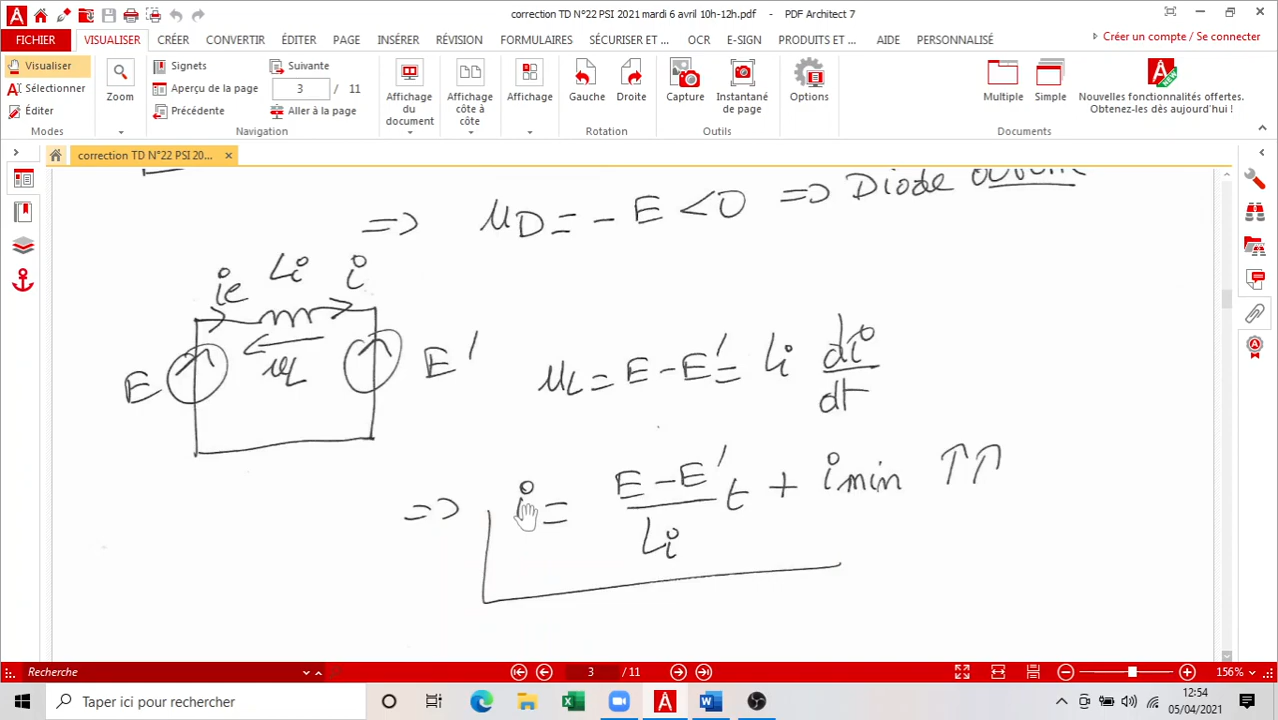 correction TD N°22 PSI 2021 mardi 6 avril 10h-12h.pdf - PDF Architect 7
FICHIER VISUALISER CRÉER CONVERTIR ÉDITER PAGE INSÉRER RÉVISION FORMULAIRES SÉCURISER ET ... OCR E-SIGN PRODUITS ET ... AIDE PERSONNALISÉ Créer un compte / Se connecter
Visualiser
Sélectionner
Éditer
Modes
Zoom
Signets
Aperçu de la page
Précédente
Suivante
3 / 11
Aller à la page
Navigation
Affichage du document
Affichage côte à côte
Affichage
Gauche
Droite
Rotation
Capture
Instantané de page
Outils
Options
Multiple
Simple
Nouvelles fonctionnalités offertes.
Obtenez-les dès aujourd'hui !
Documents
correction TD N°22 PSI 20...
=> uD = - E < 0 => Diode
ie Li i
E uL E'
uL = E - E' = Li di/dt
=> i = (E - E')/Li t + i min ↑↑
Recherche
3 / 11
156%
Taper ici pour rechercher
12:54
05/04/2021